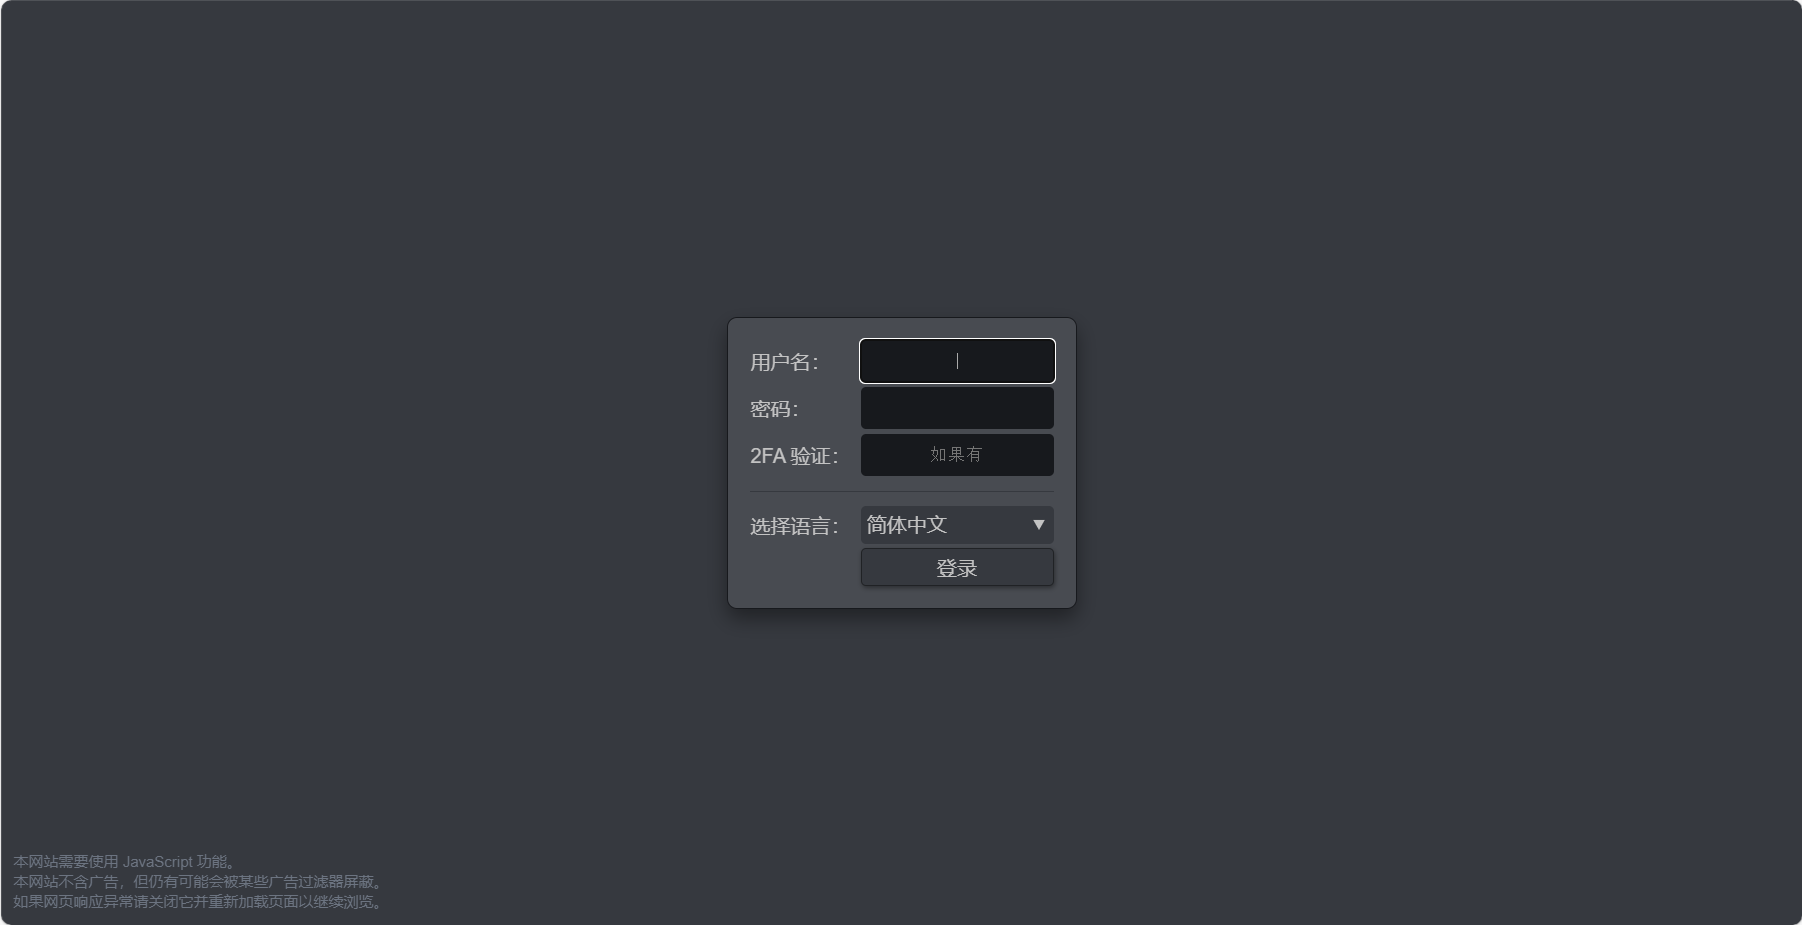 用户名：
密码：
2FA 验证： 如果有
选择语言： 简体中文 ▼
登录
本网站需要使用 JavaScript 功能。
本网站不含广告，但仍有可能会被某些广告过滤器屏蔽。
如果网页响应异常请关闭它并重新加载页面以继续浏览。